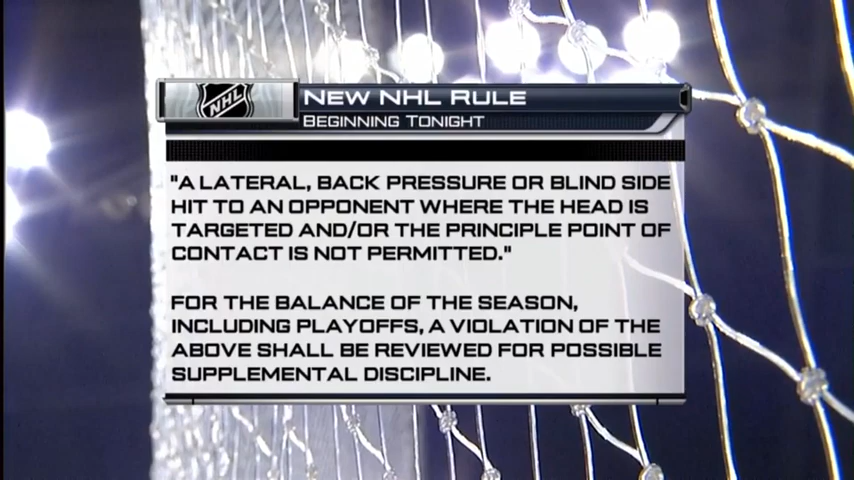 NHL
NEW NHL RULE
BEGINNING TONIGHT
"A LATERAL, BACK PRESSURE OR BLIND SIDE
HIT TO AN OPPONENT WHERE THE HEAD IS
TARGETED AND/OR THE PRINCIPLE POINT OF
CONTACT IS NOT PERMITTED."
FOR THE BALANCE OF THE SEASON,
INCLUDING PLAYOFFS, A VIOLATION OF THE
ABOVE SHALL BE REVIEWED FOR POSSIBLE
SUPPLEMENTAL DISCIPLINE.